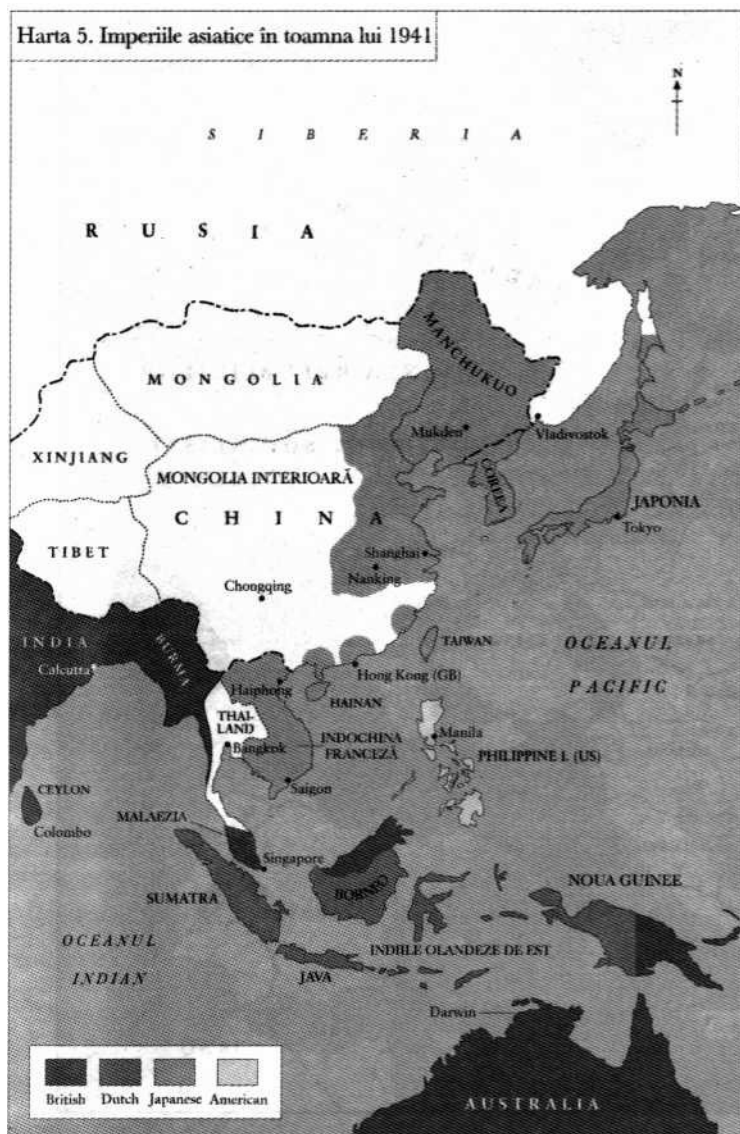 Harta 5. Imperiile asiatice în toamna lui 1941
N
SIBERIA
RUSIA
MANCHUKUO
MONGOLIA
Mukden
Vladivostok
XINJIANG
MONGOLIA INTERIOARĂ
COREEA
JAPONIA
CHINA
Tokyo
TIBET
Shanghai
Nanking
Chongqing
INDIA
BURMA
TAIWAN
OCEANUL
PACIFIC
Calcutta
Hong Kong (GB)
Haiphong
HAINAN
THAI-
LAND
Manila
Bangkok
INDOCHINA
FRANCEZĂ
PHILIPPINE I. (US)
Saigon
CEYLON
Colombo
MALAEZIA
Singapore
SUMATRA
BORNEO
NOUA GUINEE
OCEANUL
INDIAN
INDIILE OLANDEZE DE EST
JAVA
Darwin
British
Dutch
Japanese
American
AUSTRALIA